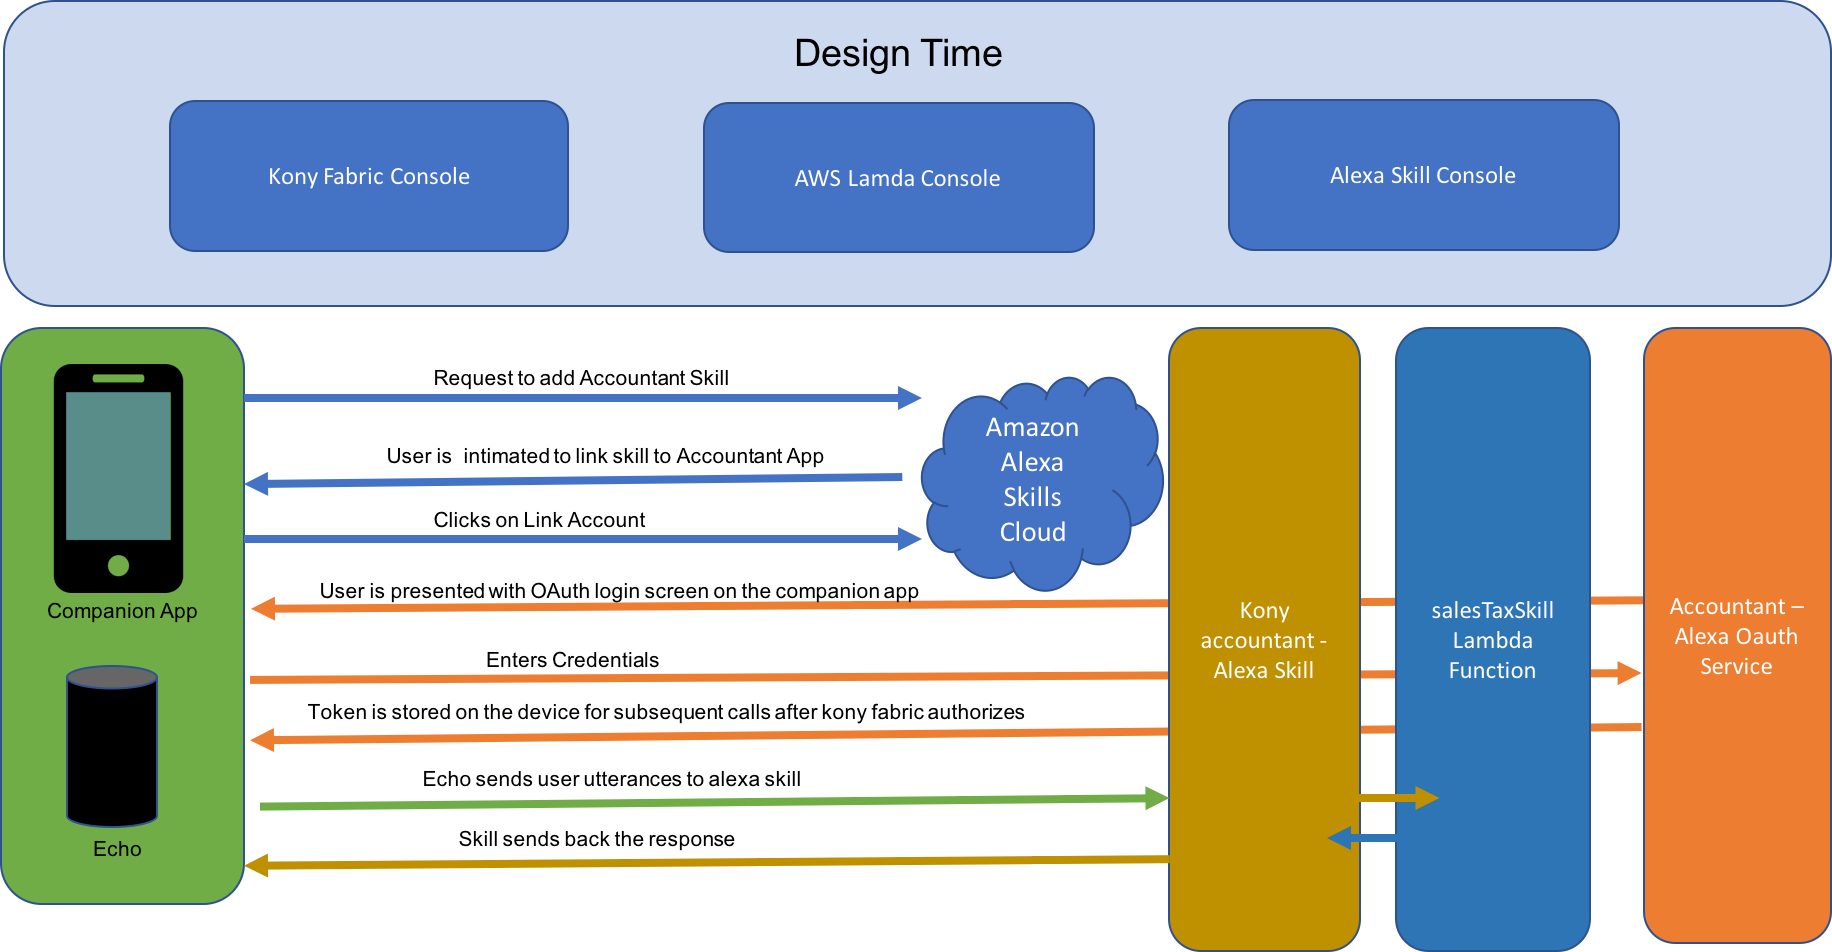 Design Time
Kony Fabric Console
AWS Lamda Console
Alexa Skill Console
Request to add Accountant Skill
User is intimated to link skill to Accountant App
Clicks on Link Account
Amazon
Alexa
Skills
Cloud
User is presented with OAuth login screen on the companion app
Companion App
Enters Credentials
Token is stored on the device for subsequent calls after kony fabric authorizes
Echo sends user utterances to alexa skill
Skill sends back the response
Echo
Kony
accountant -
Alexa Skill
salesTaxSkill
Lambda
Function
Accountant –
Alexa Oauth
Service